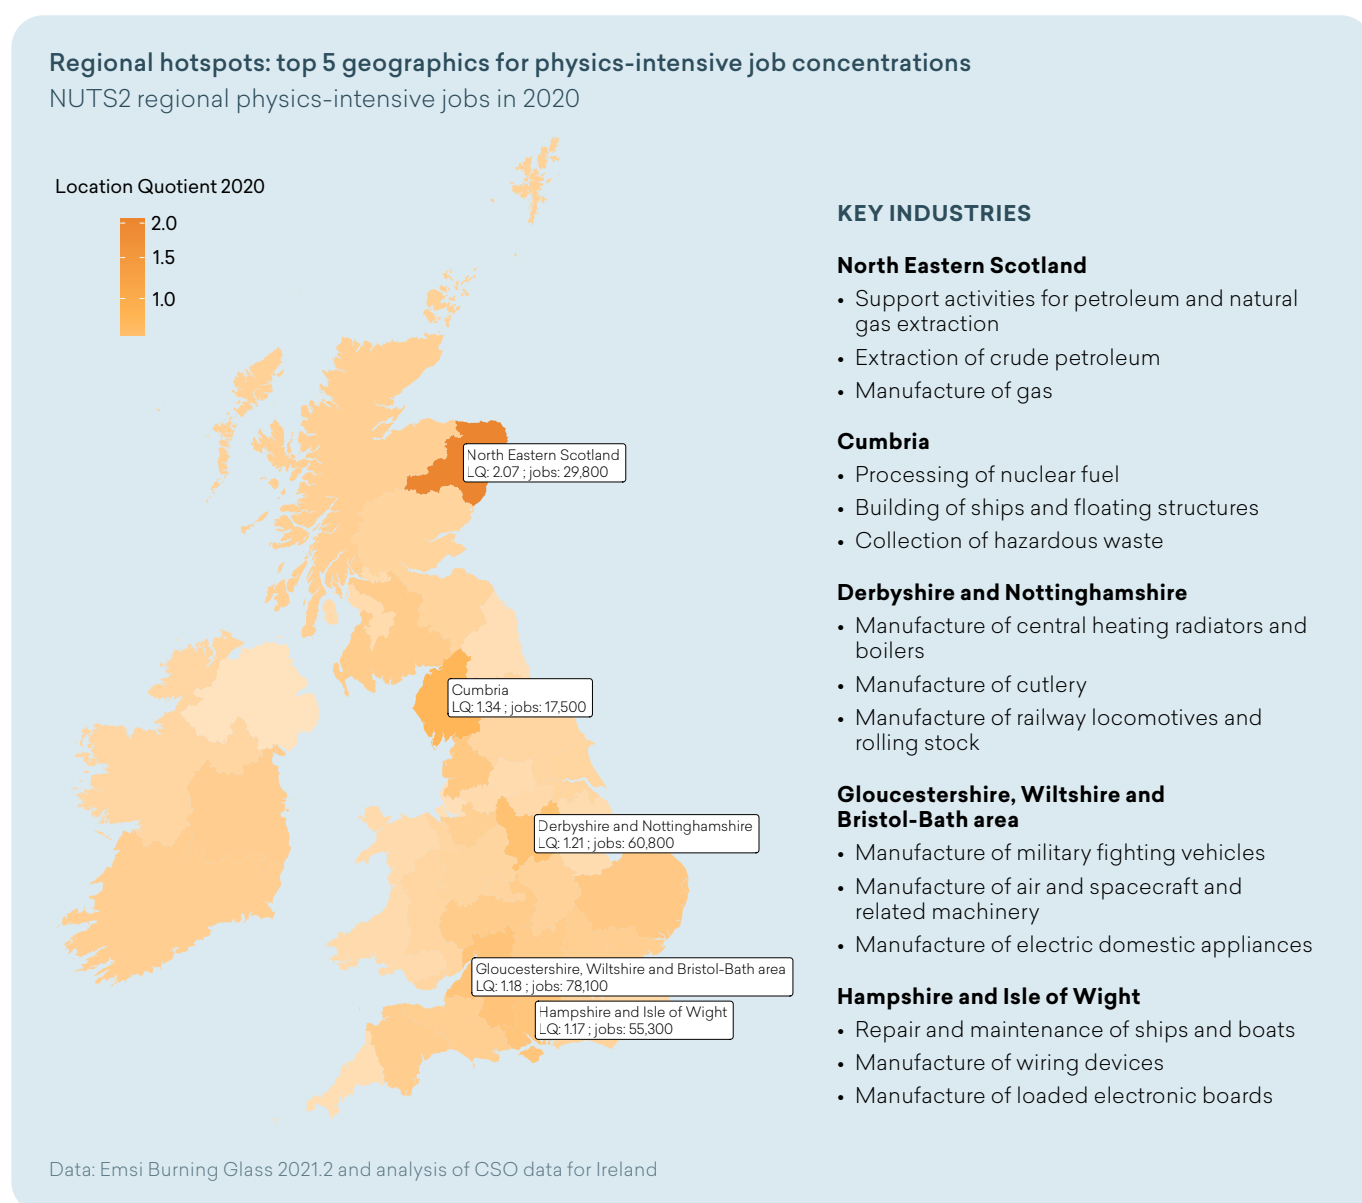 Regional hotspots: top 5 geographics for physics-intensive job concentrations
NUTS2 regional physics-intensive jobs in 2020
Location Quotient 2020
2.0
1.5
1.0
North Eastern Scotland
LQ: 2.07 ; jobs: 29,800
Cumbria
LQ: 1.34 ; jobs: 17,500
Derbyshire and Nottinghamshire
LQ: 1.21 ; jobs: 60,800
Gloucestershire, Wiltshire and Bristol-Bath area
LQ: 1.18 ; jobs: 78,100
Hampshire and Isle of Wight
LQ: 1.17 ; jobs: 55,300
KEY INDUSTRIES
North Eastern Scotland
• Support activities for petroleum and natural
gas extraction
• Extraction of crude petroleum
• Manufacture of gas
Cumbria
• Processing of nuclear fuel
• Building of ships and floating structures
• Collection of hazardous waste
Derbyshire and Nottinghamshire
• Manufacture of central heating radiators and
boilers
• Manufacture of cutlery
• Manufacture of railway locomotives and
rolling stock
Gloucestershire, Wiltshire and
Bristol-Bath area
• Manufacture of military fighting vehicles
• Manufacture of air and spacecraft and
related machinery
• Manufacture of electric domestic appliances
Hampshire and Isle of Wight
• Repair and maintenance of ships and boats
• Manufacture of wiring devices
• Manufacture of loaded electronic boards
Data: Emsi Burning Glass 2021.2 and analysis of CSO data for Ireland